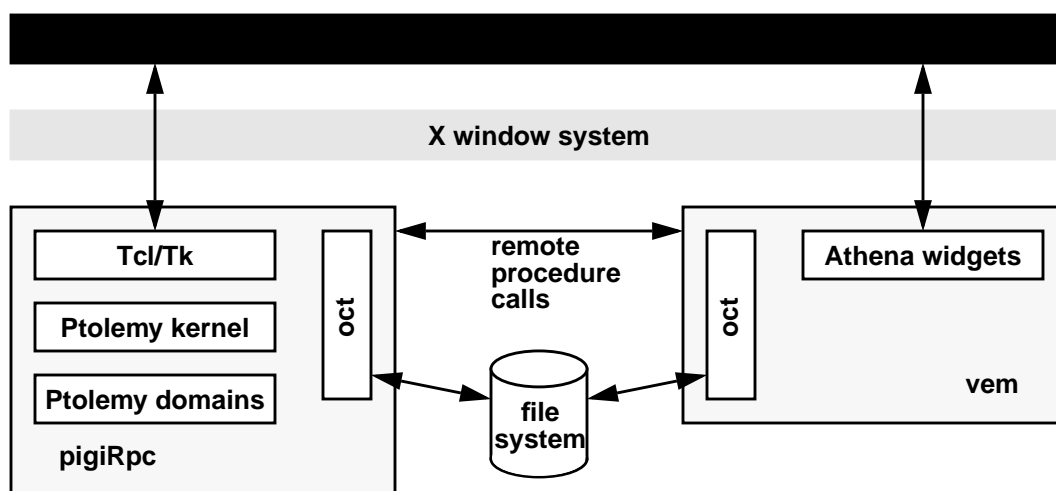 X window system
Tcl/Tk
Ptolemy kernel
Ptolemy domains
pigiRpc
oct
remote
procedure
calls
file
system
oct
Athena widgets
vem